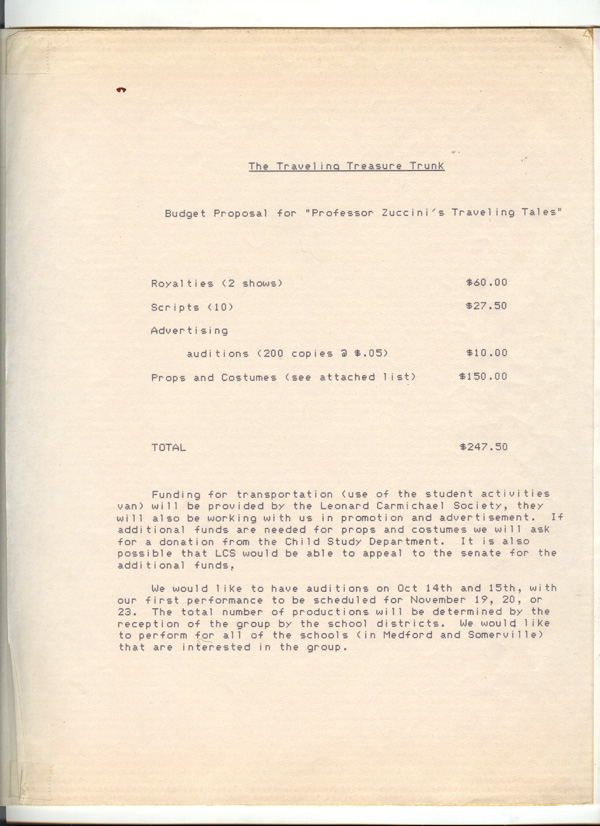 The Traveling Treasure Trunk
Budget Proposal for "Professor Zuccini's Traveling Tales"
Royalties (2 shows) $60.00
Scripts (10) $27.50
Advertising
auditions (200 copies @ $.05) $10.00
Props and Costumes (see attached list) $150.00
TOTAL $247.50
Funding for transportation (use of the student activities
van) will be provided by the Leonard Carmichael Society, they
will also be working with us in promotion and advertisement. If
additional funds are needed for props and costumes we will ask
for a donation from the Child Study Department. It is also
possible that LCS would be able to appeal to the senate for the
additional funds,
We would like to have auditions on Oct 14th and 15th, with
our first performance to be scheduled for November 19, 20, or
23. The total number of productions will be determined by the
reception of the group by the school districts. We would like
to perform for all of the schools (in Medford and Somerville)
that are interested in the group.